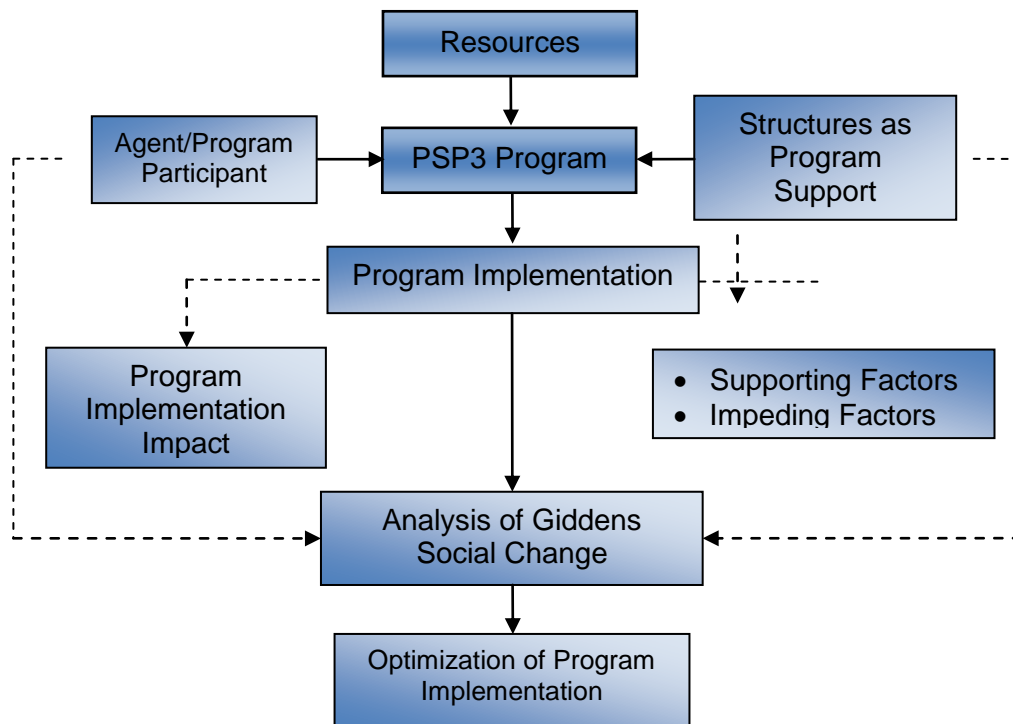 Resources
Agent/Program
Participant
PSP3 Program
Structures as
Program
Support
Program Implementation
Program
Implementation
Impact
• Supporting Factors
• Impeding Factors
Analysis of Giddens
Social Change
Optimization of Program
Implementation